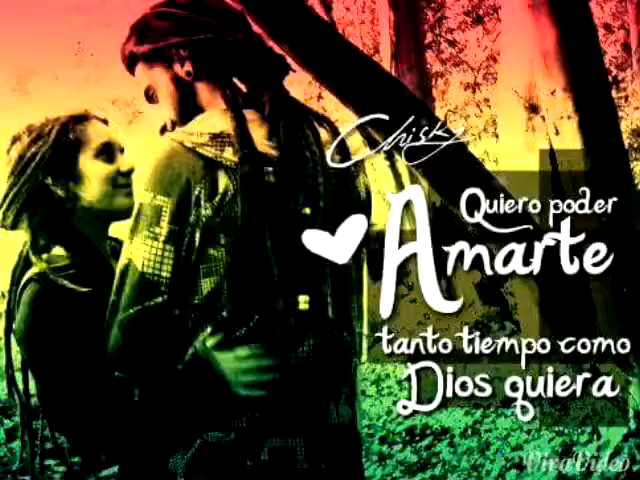 Chisky
Quiero poder
Amarte
tanto tiempo como
Dios quiera
VivaVideo